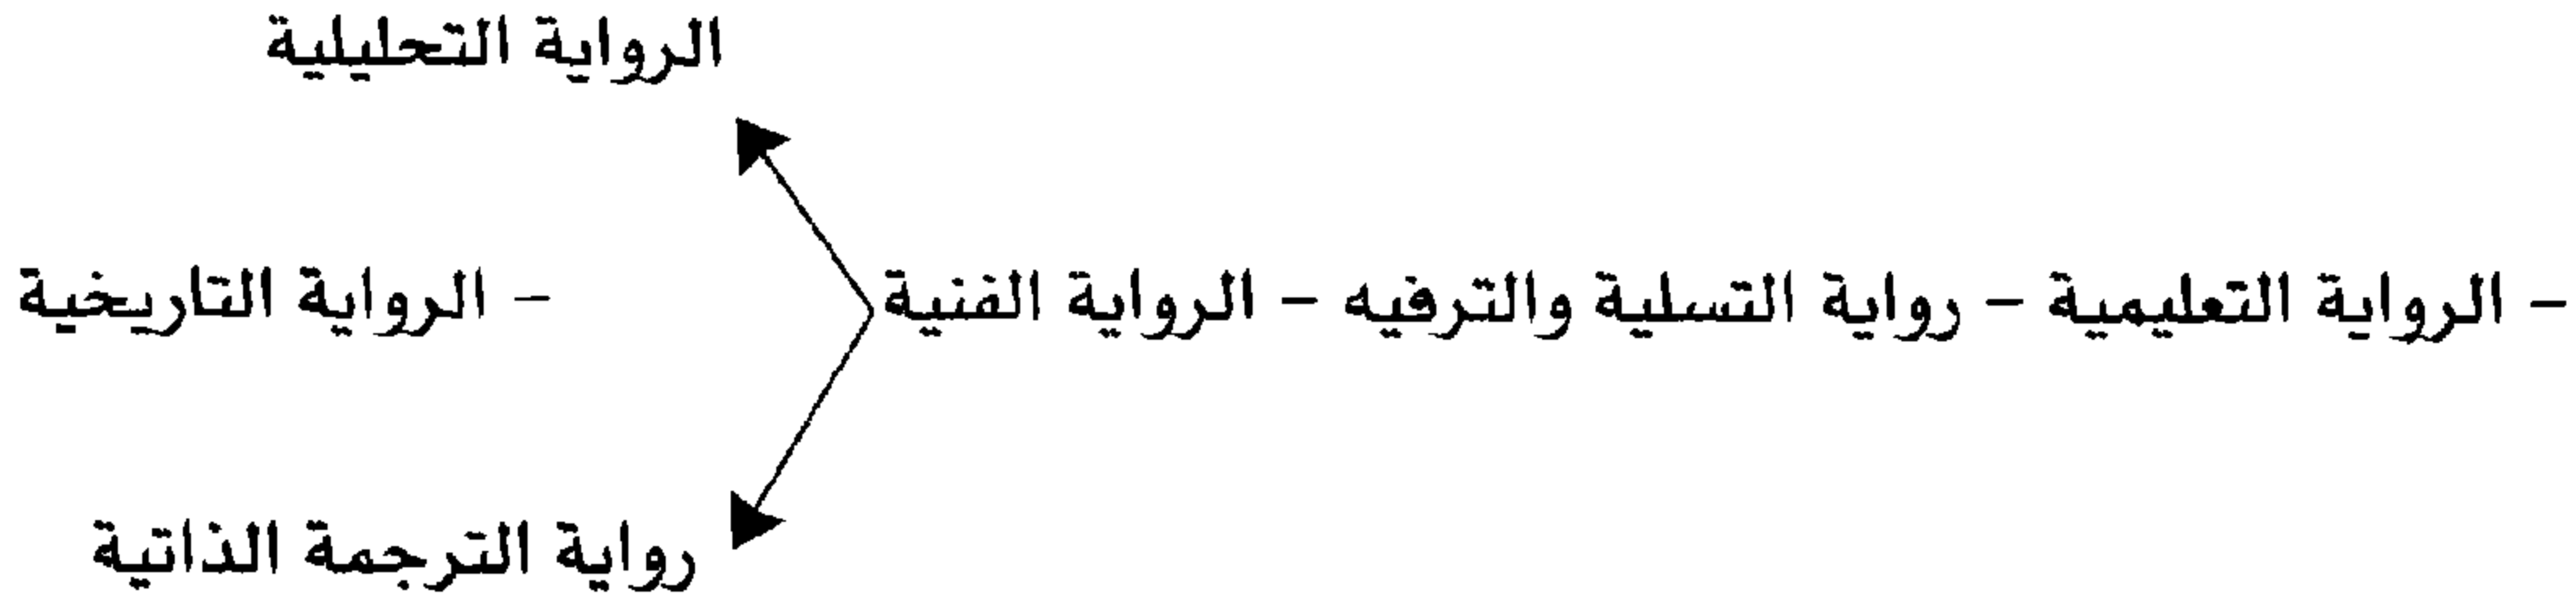 الرواية التحليلية
- الرواية التعليمية - رواية التسلية والترفيه - الرواية الفنية - الرواية التاريخية
رواية الترجمة الذاتية